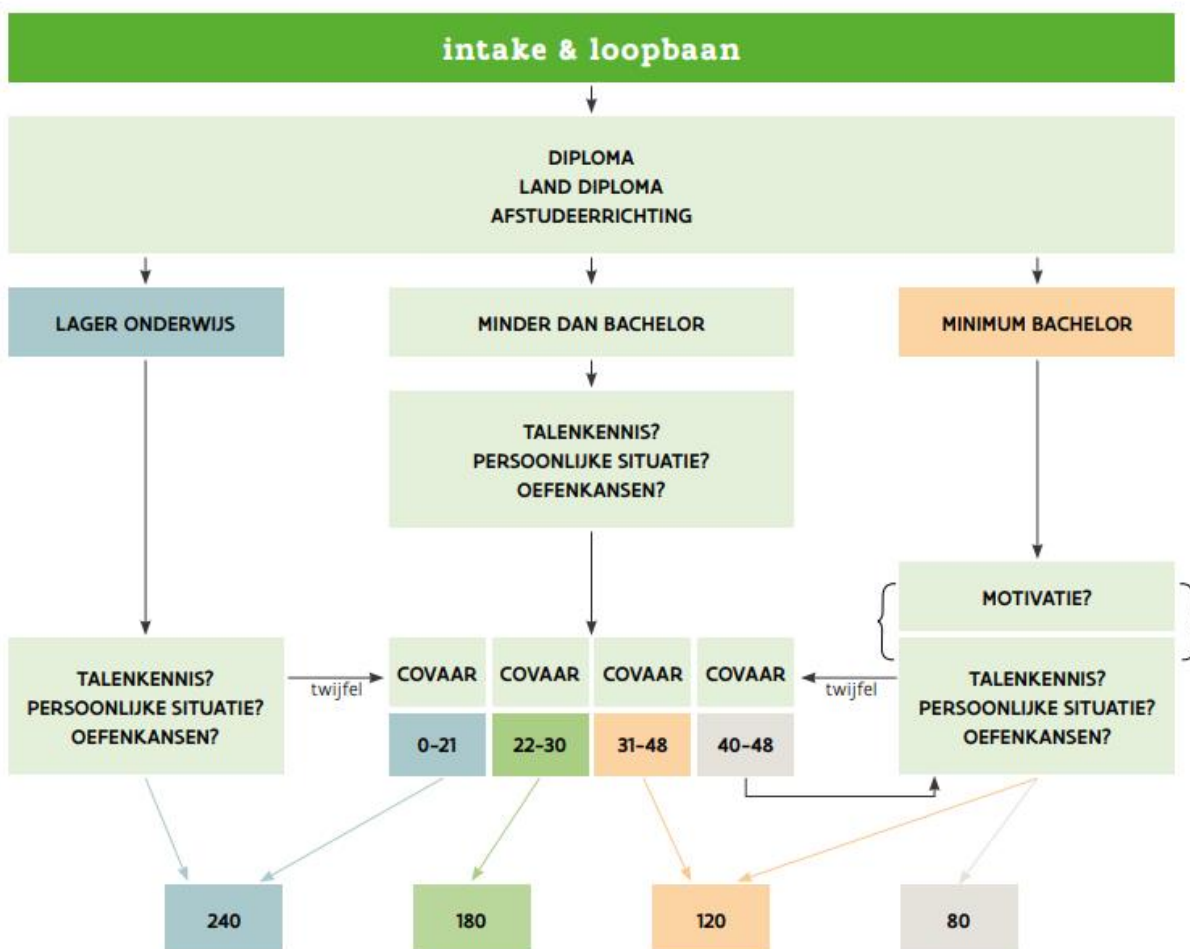 intake & loopbaan
DIPLOMA
LAND DIPLOMA
AFSTUDEERRICHTING
LAGER ONDERWIJS
MINDER DAN BACHELOR
MINIMUM BACHELOR
TALENKENNIS?
PERSOONLIJKE SITUATIE?
OEFENKANSEN?
MOTIVATIE?
TALENKENNIS?
PERSOONLIJKE SITUATIE?
OEFENKANSEN?
twijfel
COVAAR COVAAR COVAAR COVAAR
0-21 22-30 31-48 40-48
twijfel
TALENKENNIS?
PERSOONLIJKE SITUATIE?
OEFENKANSEN?
240 180 120 80